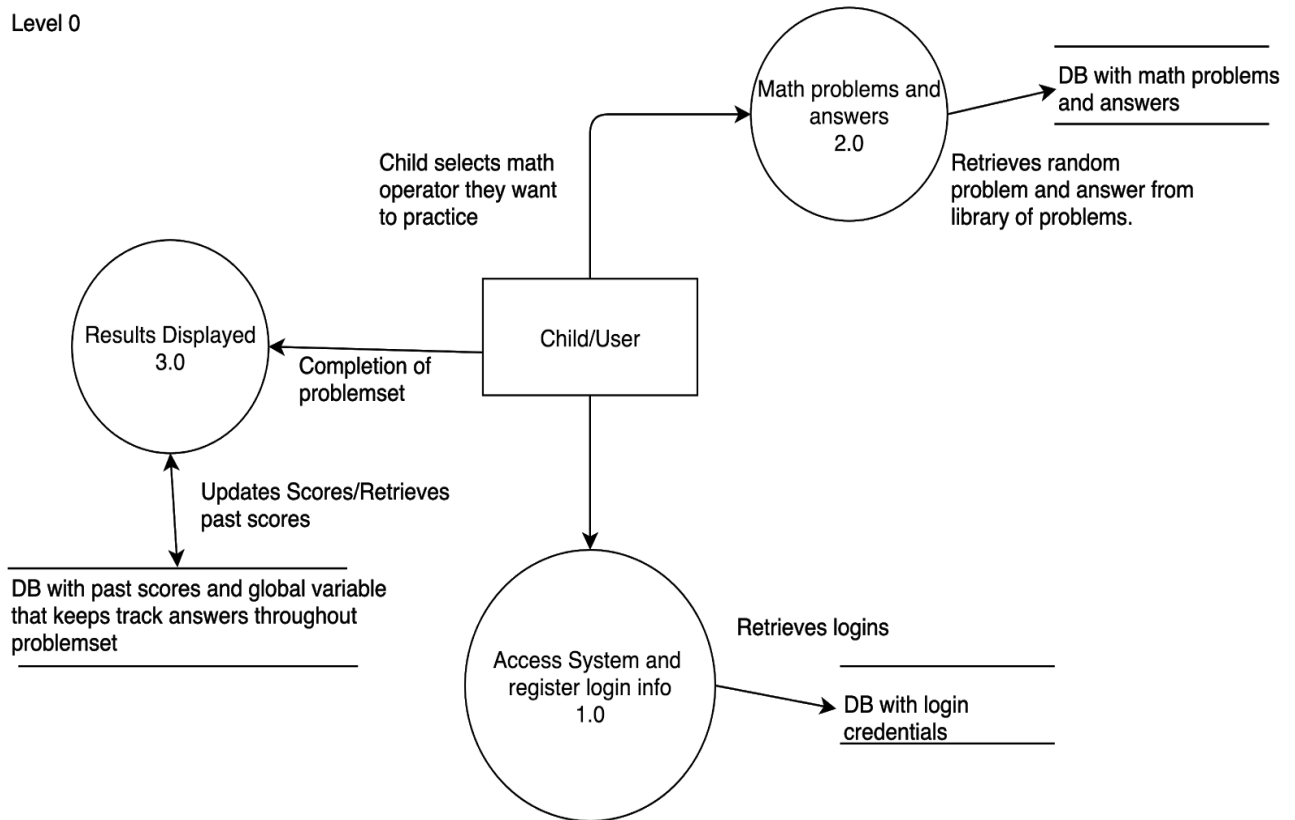 Level 0
Math problems and
answers
2.0
DB with math problems
and answers
Child selects math
operator they want
to practice
Retrieves random
problem and answer from
library of problems.
Results Displayed
3.0
Child/User
Completion of
problemset
Updates Scores/Retrieves
past scores
DB with past scores and global variable
that keeps track answers throughout
problemset
Access System and
register login info
1.0
Retrieves logins
DB with login
credentials